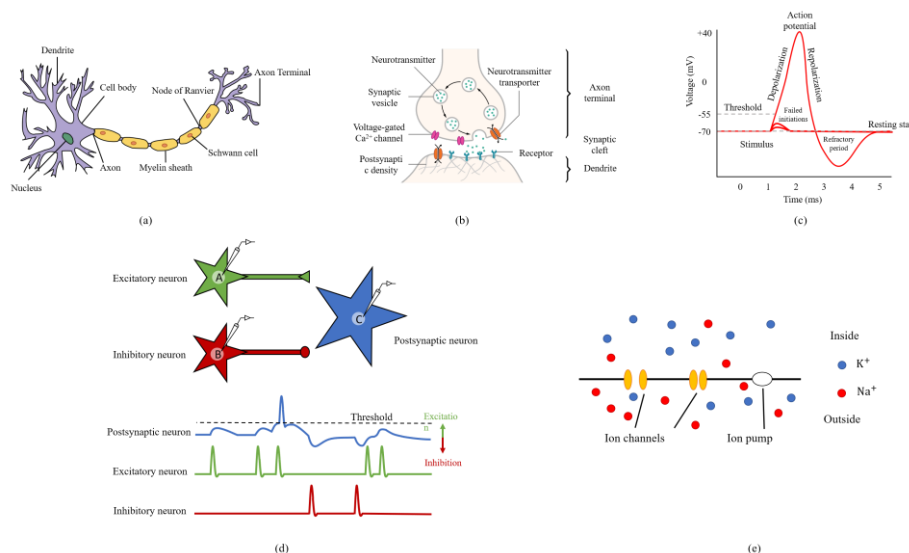 Dendrite
Cell body
Node of Ranvier
Axon Terminal
Axon
Myelin sheath
Schwann cell
Nucleus
(a)
Neurotransmitter
Neurotransmitter
transporter
Synaptic
vesicle
Axon
terminal
Voltage-gated
Ca²⁺ channel
Synaptic
cleft
Postsynapti
c density
Receptor
Dendrite
(b)
Action
potential
+40
Voltage (mV)
0
Depolarization
Repolarization
Threshold
-55
Failed
initiations
-70
Resting sta
Stimulus
Refractory
period
0
1
2
3
4
5
Time (ms)
(c)
Excitatory neuron
A
Inhibitory neuron
B
C
Postsynaptic neuron
Threshold
Excitatio
n
Postsynaptic neuron
Inhibition
Excitatory neuron
Inhibitory neuron
(d)
Inside
K⁺
Na⁺
Outside
Ion channels
Ion pump
(e)